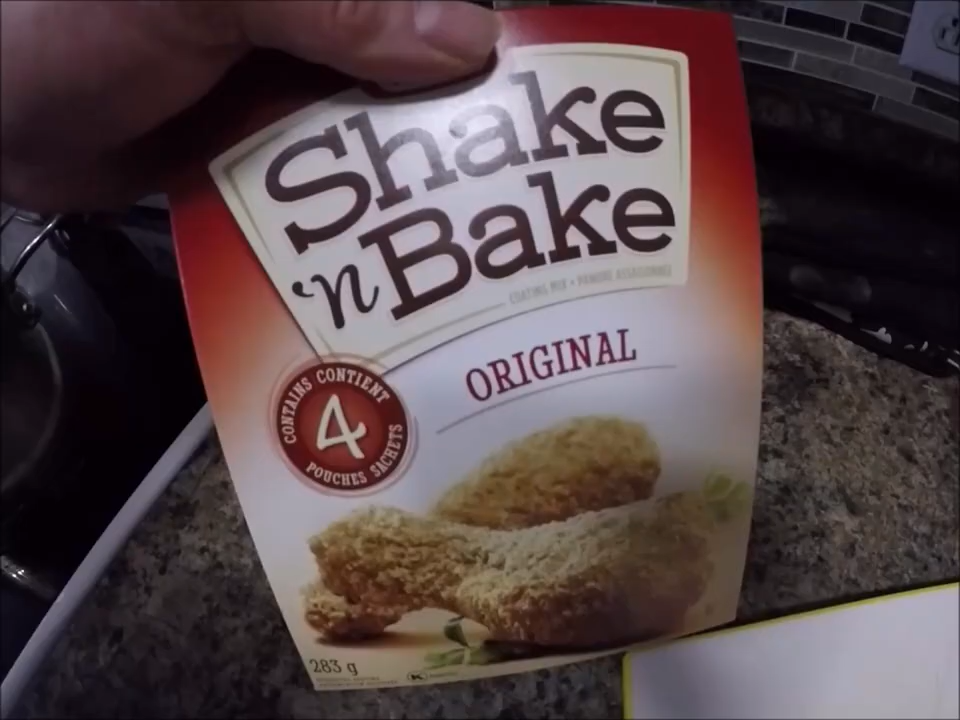 Shake
'n Bake
COATING MIX • PANURE ASSAISONNÉE
ORIGINAL
CONTAINS CONTIENT
4
POUCHES SACHETS
283 g
K